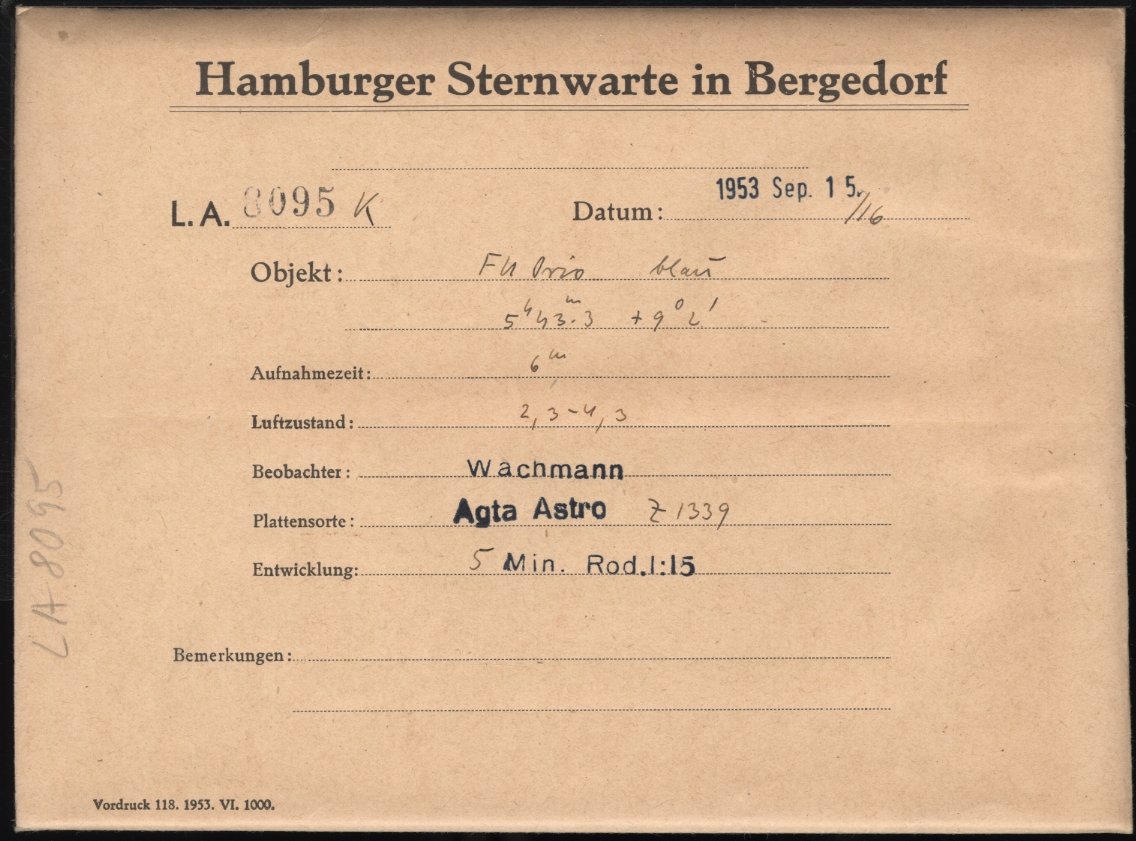 Hamburger Sternwarte in Bergedorf
L. A. 8095 K
Datum: 1953 Sep. 15./16
Objekt: FU Orio blau
5ʰ43ᵐ.3 +9⁰2'
Aufnahmezeit: 6ᵐ
Luftzustand: 2,3-4,3
Beobachter: Wachmann
Plattensorte: Agfa Astro Z 1339
Entwicklung: 5 Min. Rod.1:15
Bemerkungen:
LA 8095
Vordruck 118. 1953. VI. 1000.